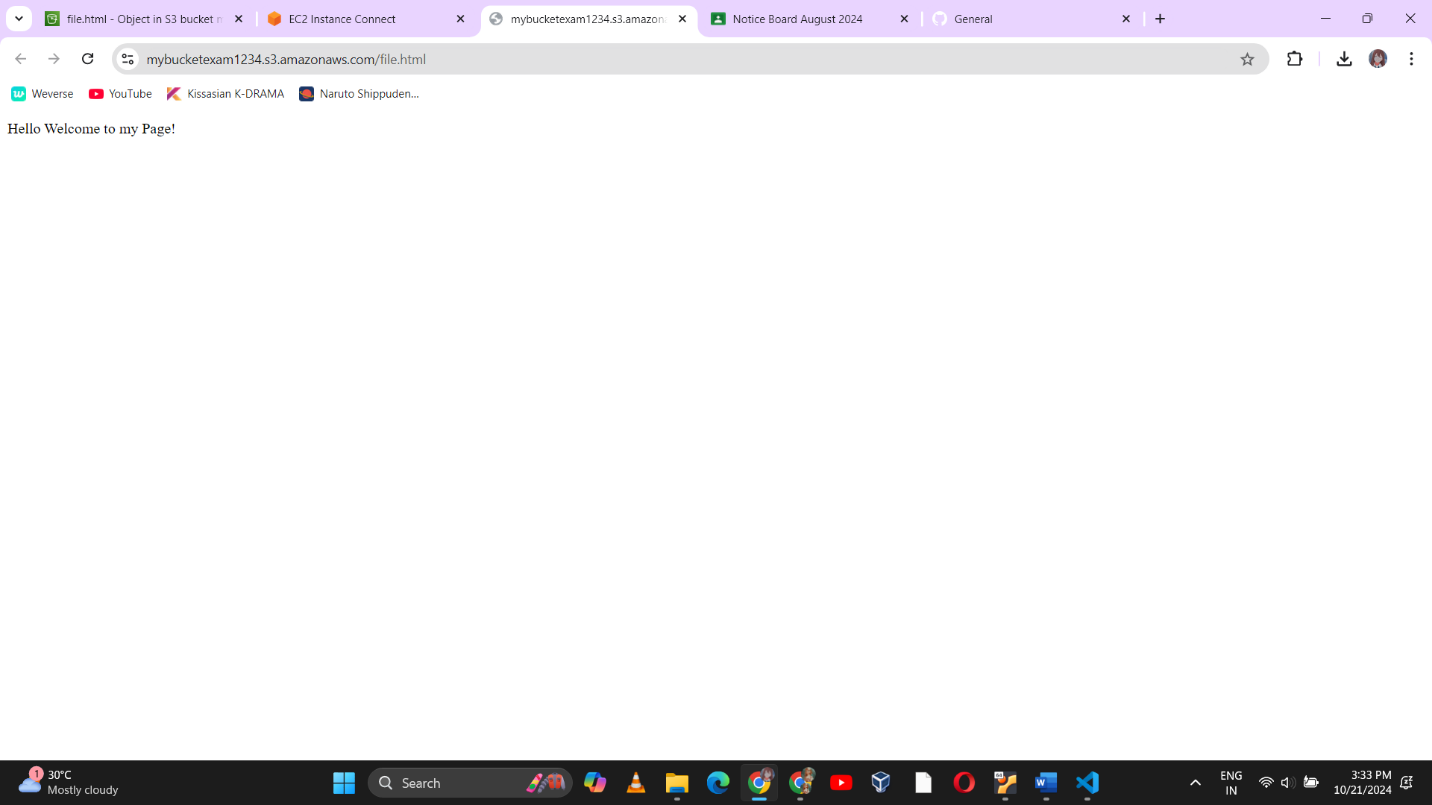 file.html - Object in S3 bucket
EC2 Instance Connect
mybucketexam1234.s3.amazon
Notice Board August 2024
General
mybucketexam1234.s3.amazonaws.com/file.html
Weverse
YouTube
Kissasian K-DRAMA
Naruto Shippuden...
Hello Welcome to my Page!
1
30°C
Mostly cloudy
Search
ENG
IN
3:33 PM
10/21/2024